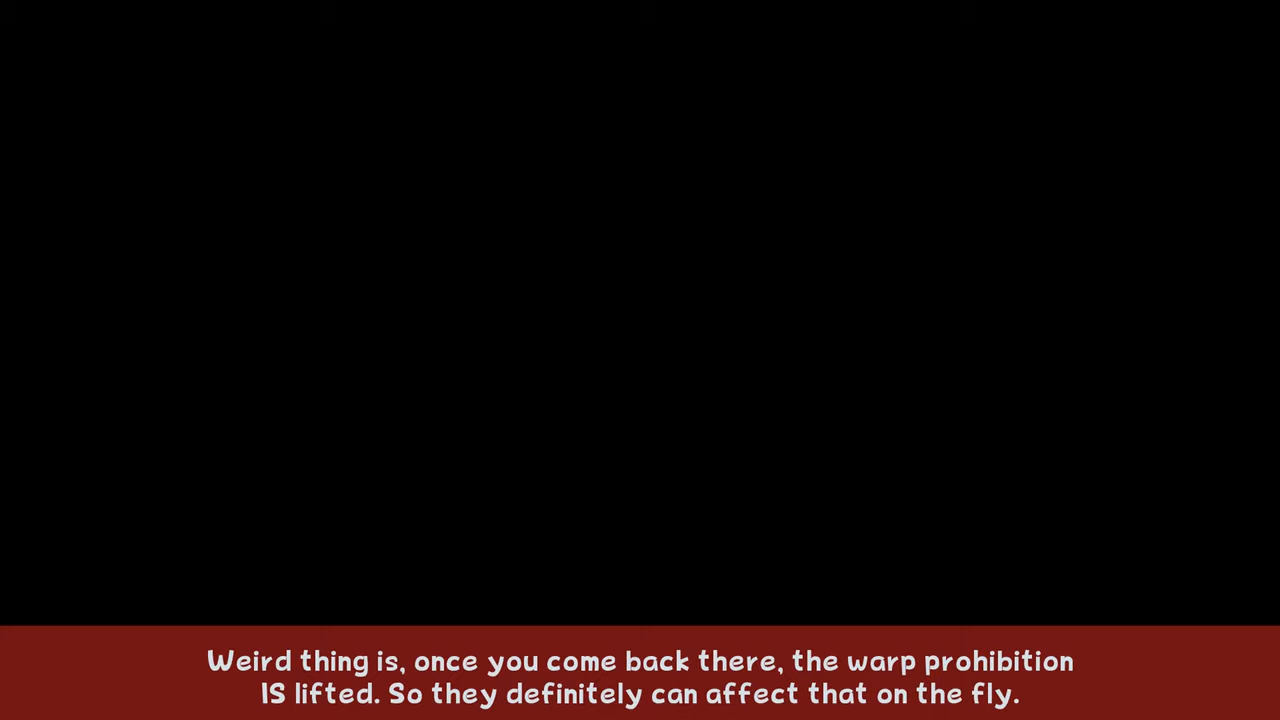 Weird thing is, once you come back there, the warp prohibition
IS lifted. So they definitely can affect that on the fly.